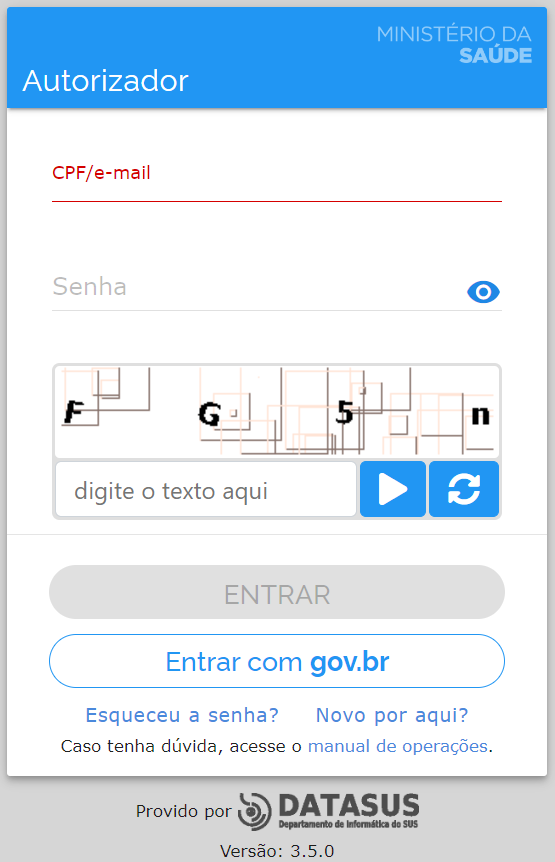 MINISTÉRIO DA
SAÚDE
Autorizador
CPF/e-mail
Senha
F G 5 n
digite o texto aqui
ENTRAR
Entrar com gov.br
Esqueceu a senha? Novo por aqui?
Caso tenha dúvida, acesse o manual de operações.
Provido por DATASUS
Departamento de Informática do SUS
Versão: 3.5.0